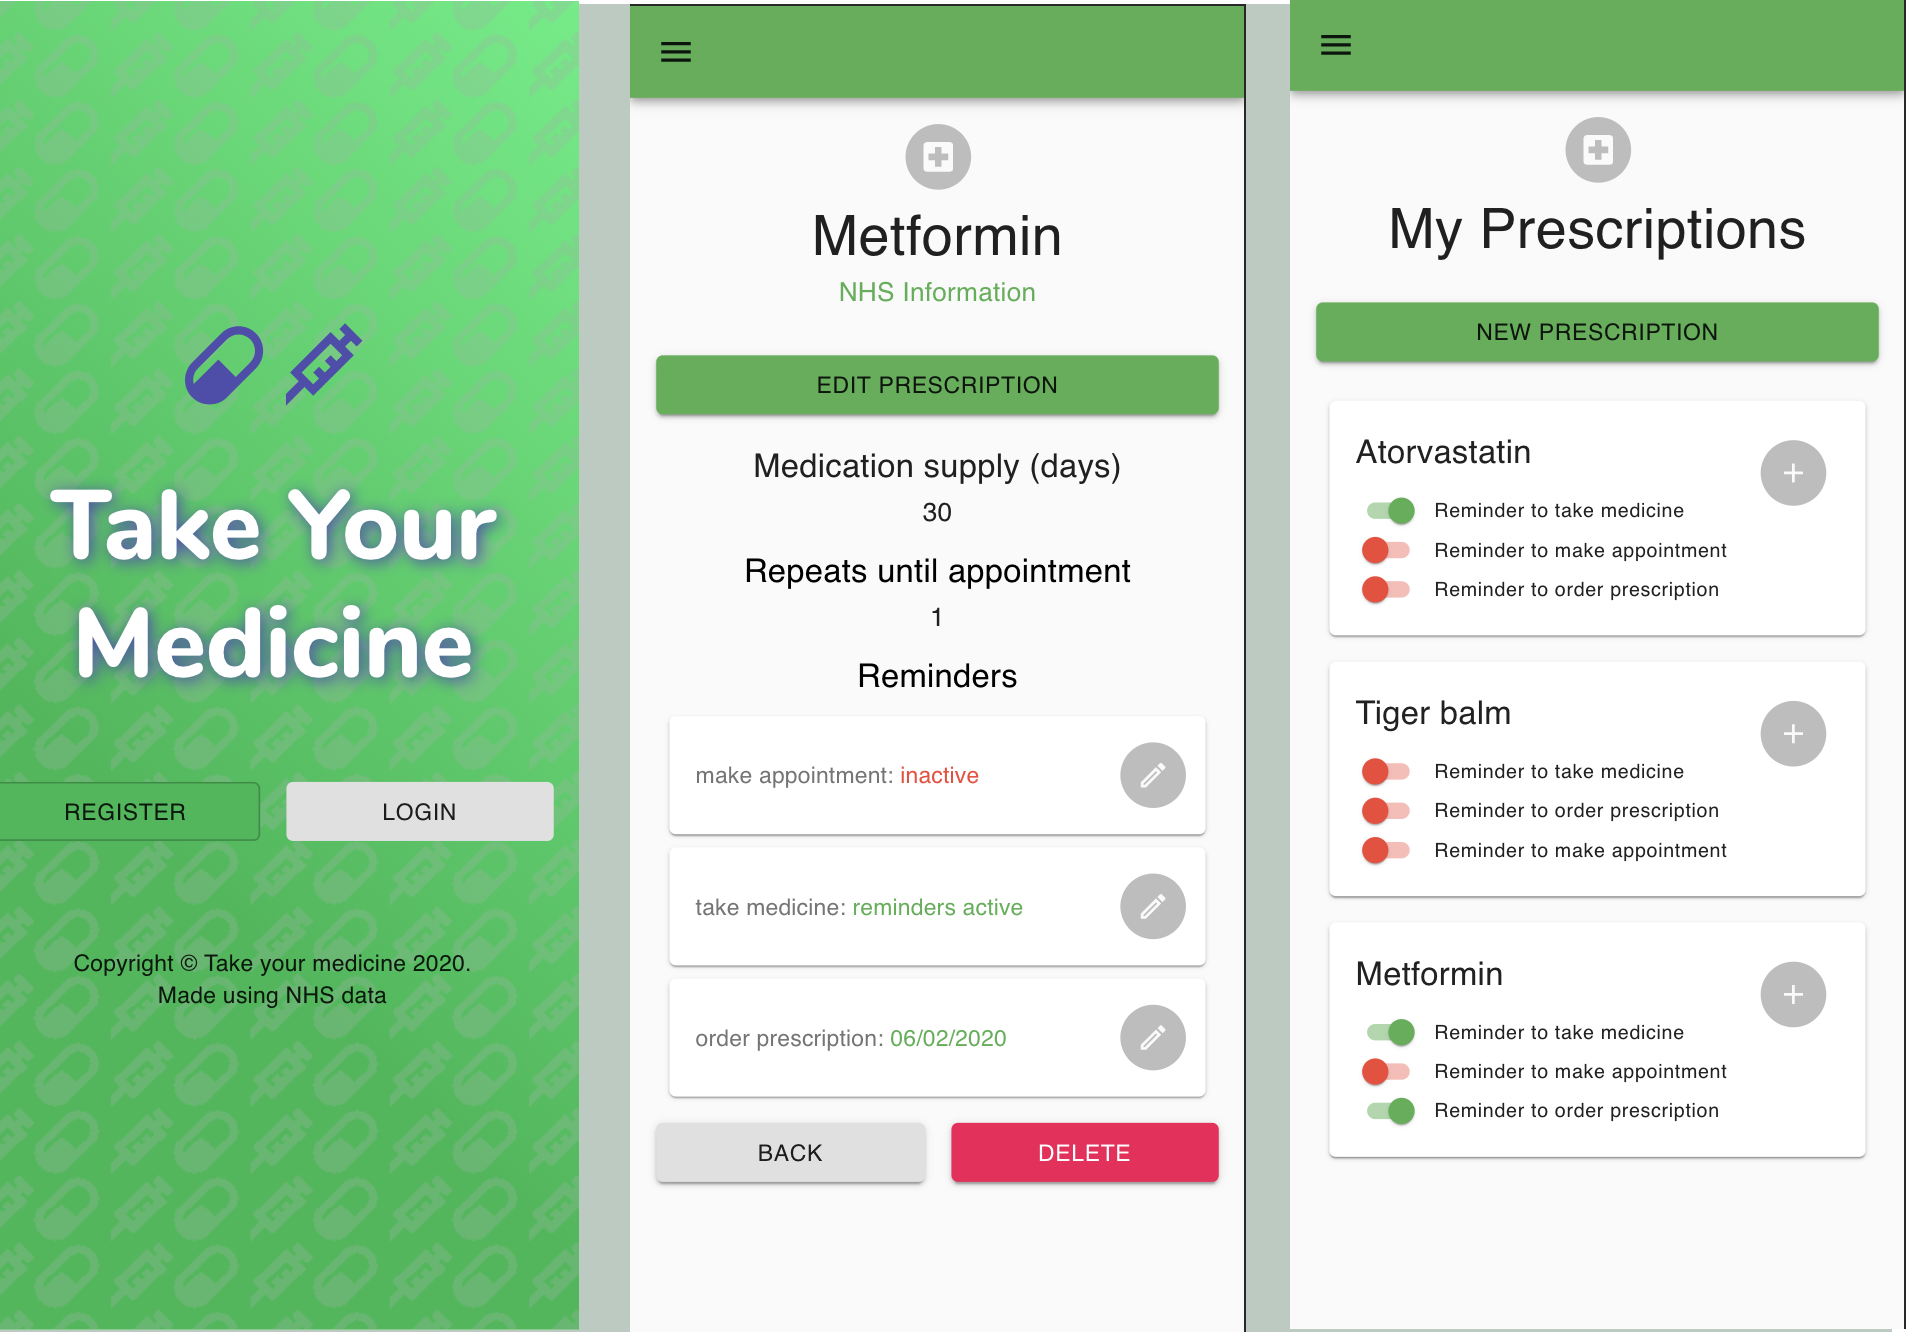 Take Your
Medicine
REGISTER
LOGIN
Copyright © Take your medicine 2020.
Made using NHS data
Metformin
NHS Information
EDIT PRESCRIPTION
Medication supply (days)
30
Repeats until appointment
1
Reminders
make appointment: inactive
take medicine: reminders active
order prescription: 06/02/2020
BACK
DELETE
My Prescriptions
NEW PRESCRIPTION
Atorvastatin
Reminder to take medicine
Reminder to make appointment
Reminder to order prescription
Tiger balm
Reminder to take medicine
Reminder to order prescription
Reminder to make appointment
Metformin
Reminder to take medicine
Reminder to make appointment
Reminder to order prescription